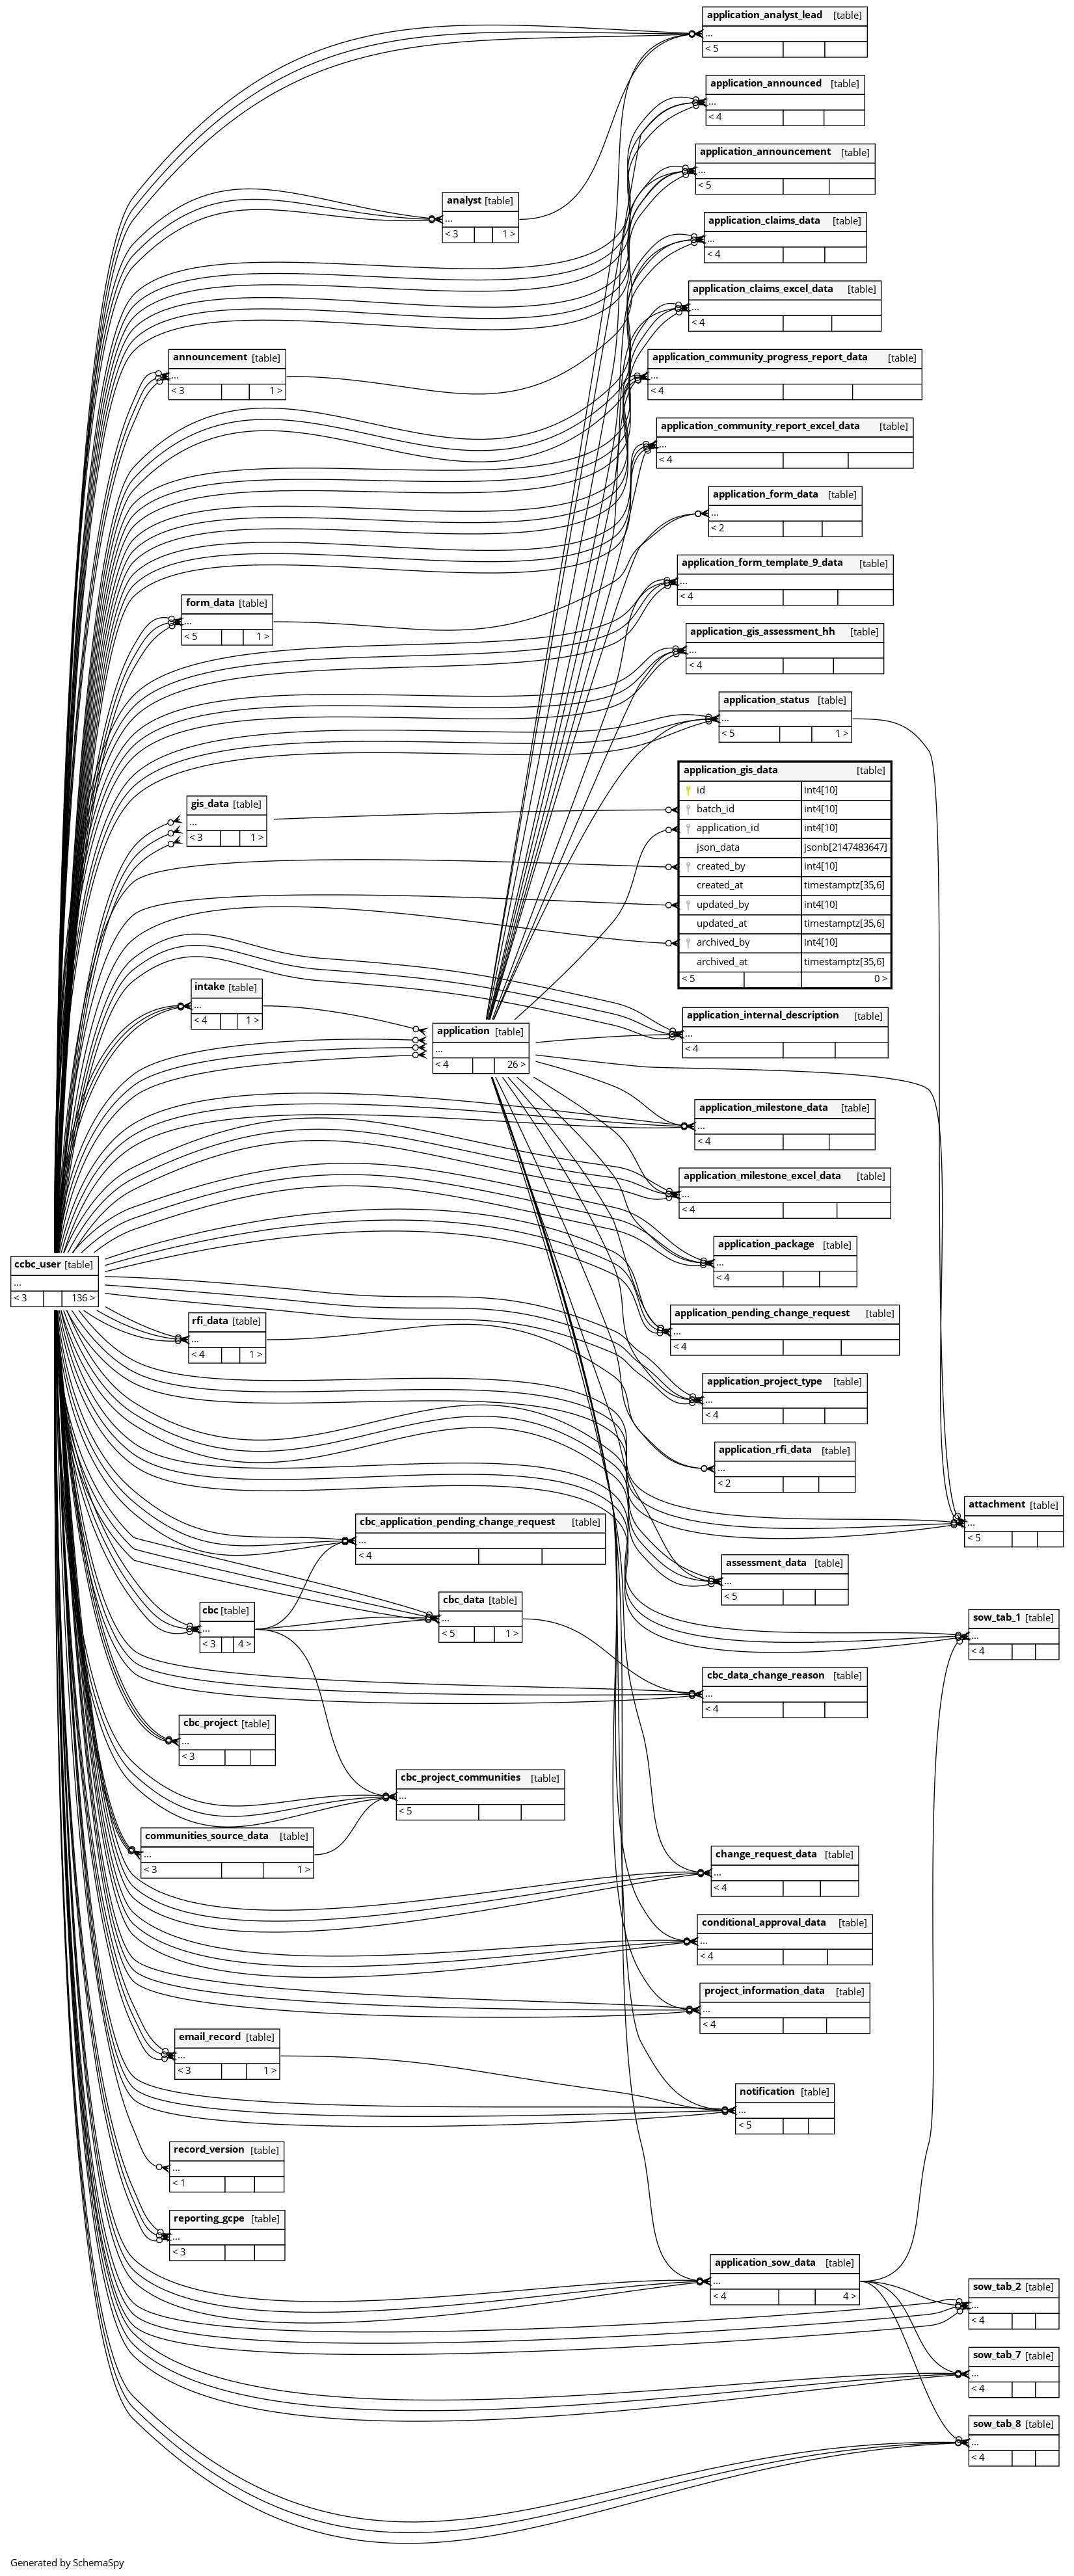 application_analyst_lead [table]
...
< 5
application_announced [table]
...
< 4
application_announcement [table]
...
< 5
analyst [table]
...
< 3 1 >
application_claims_data [table]
...
< 4
application_claims_excel_data [table]
...
< 4
announcement [table]
...
< 3 1 >
application_community_progress_report_data [table]
...
< 4
application_community_report_excel_data [table]
...
< 4
application_form_data [table]
...
< 2
application_form_template_9_data [table]
...
< 4
form_data [table]
...
< 5 1 >
application_gis_assessment_hh [table]
...
< 4
application_status [table]
...
< 5 1 >
application_gis_data [table]
id int4[10]
batch_id int4[10]
application_id int4[10]
json_data jsonb[2147483647]
created_by int4[10]
created_at timestamptz[35,6]
updated_by int4[10]
updated_at timestamptz[35,6]
archived_by int4[10]
archived_at timestamptz[35,6]
< 5 0 >
gis_data [table]
...
< 3 1 >
intake [table]
...
< 4 1 >
application [table]
...
< 4 26 >
application_internal_description [table]
...
< 4
application_milestone_data [table]
...
< 4
application_milestone_excel_data [table]
...
< 4
application_package [table]
...
< 4
ccbc_user [table]
...
< 3 136 >
application_pending_change_request [table]
...
< 4
rfi_data [table]
...
< 4 1 >
application_project_type [table]
...
< 4
application_rfi_data [table]
...
< 2
attachment [table]
...
< 5
cbc_application_pending_change_request [table]
...
< 4
assessment_data [table]
...
< 5
cbc_data [table]
...
< 5 1 >
cbc [table]
...
< 3 4 >
sow_tab_1 [table]
...
< 4
cbc_data_change_reason [table]
...
< 4
cbc_project [table]
...
< 3
cbc_project_communities [table]
...
< 5
communities_source_data [table]
...
< 3 1 >
change_request_data [table]
...
< 4
conditional_approval_data [table]
...
< 4
project_information_data [table]
...
< 4
email_record [table]
...
< 3 1 >
notification [table]
...
< 5
record_version [table]
...
< 1
reporting_gcpe [table]
...
< 3
application_sow_data [table]
...
< 4 4 >
sow_tab_2 [table]
...
< 4
sow_tab_7 [table]
...
< 4
sow_tab_8 [table]
...
< 4
Generated by SchemaSpy